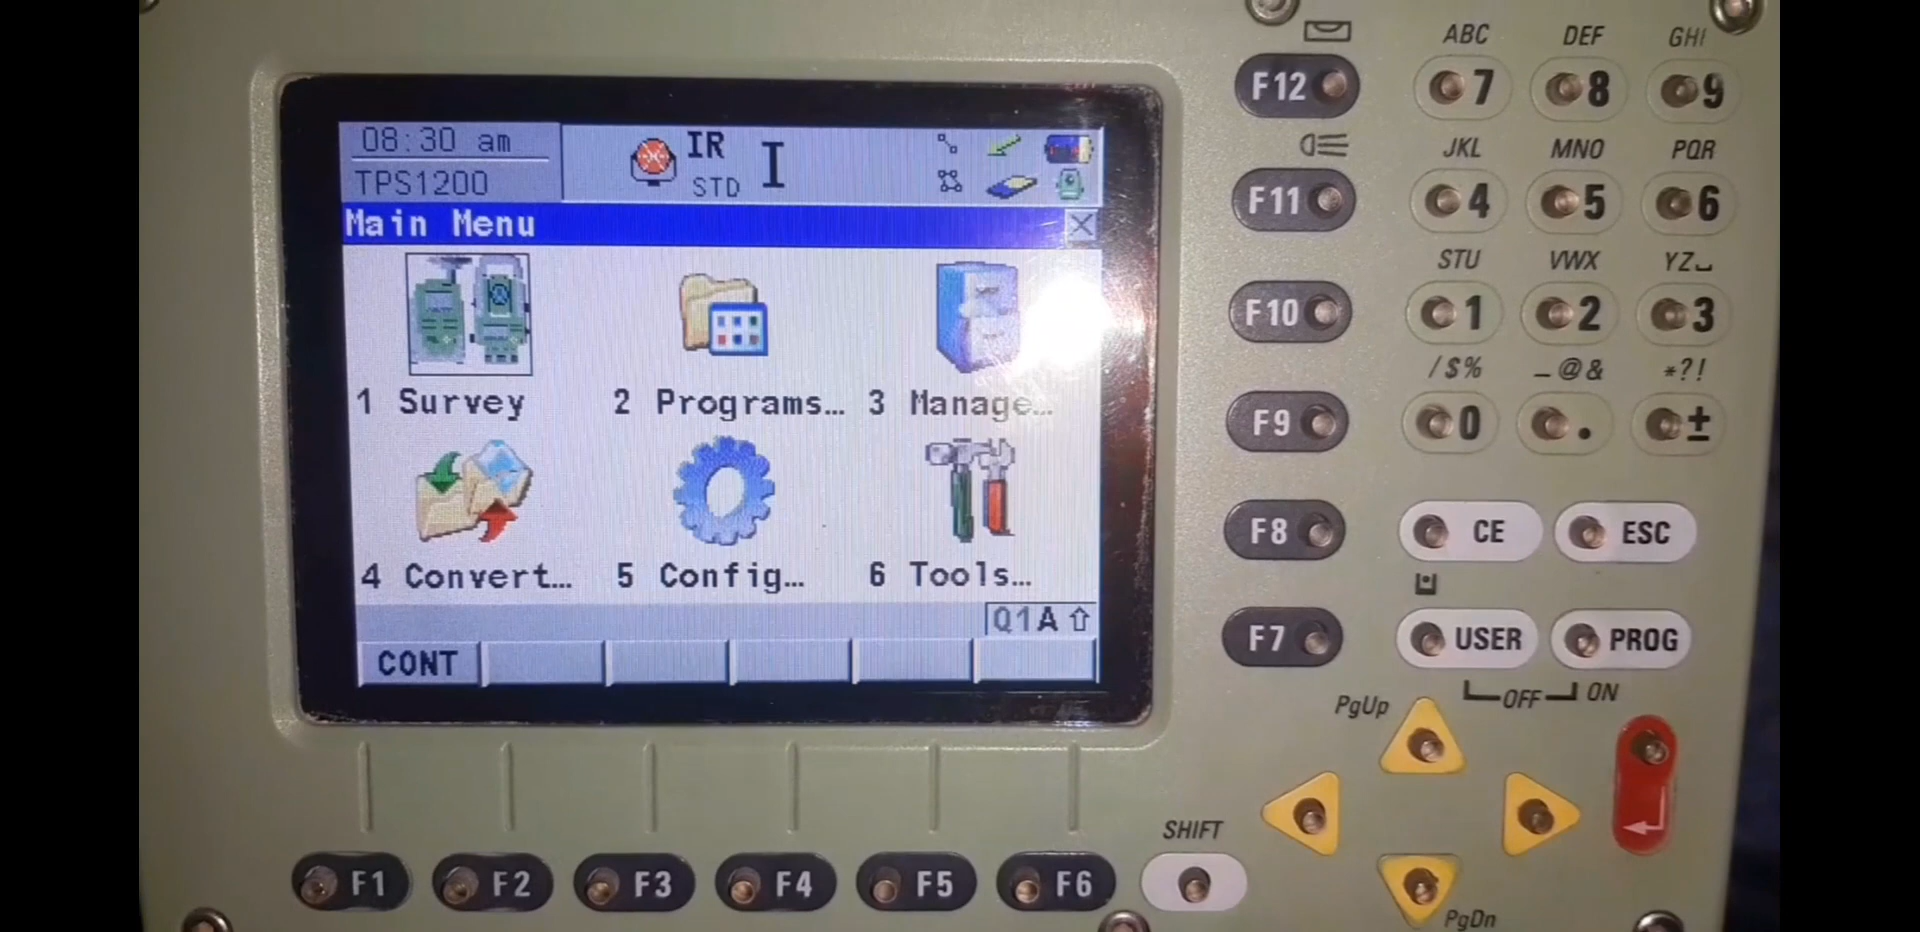 08:30 am
TPS1200
IR
STD
I
Main Menu
1 Survey
2 Programs…
3 Manage…
4 Convert…
5 Config…
6 Tools…
Q1A
CONT
F1
F2
F3
F4
F5
F6
SHIFT
F12
F11
F10
F9
F8
F7
ABC
DEF
GHI
7
8
9
JKL
MNO
PQR
4
5
6
STU
VWX
YZ⎵
1
2
3
/$%
_@&
*?!
0
.
±
CE
ESC
USER
PROG
OFF
ON
PgUp
PgDn